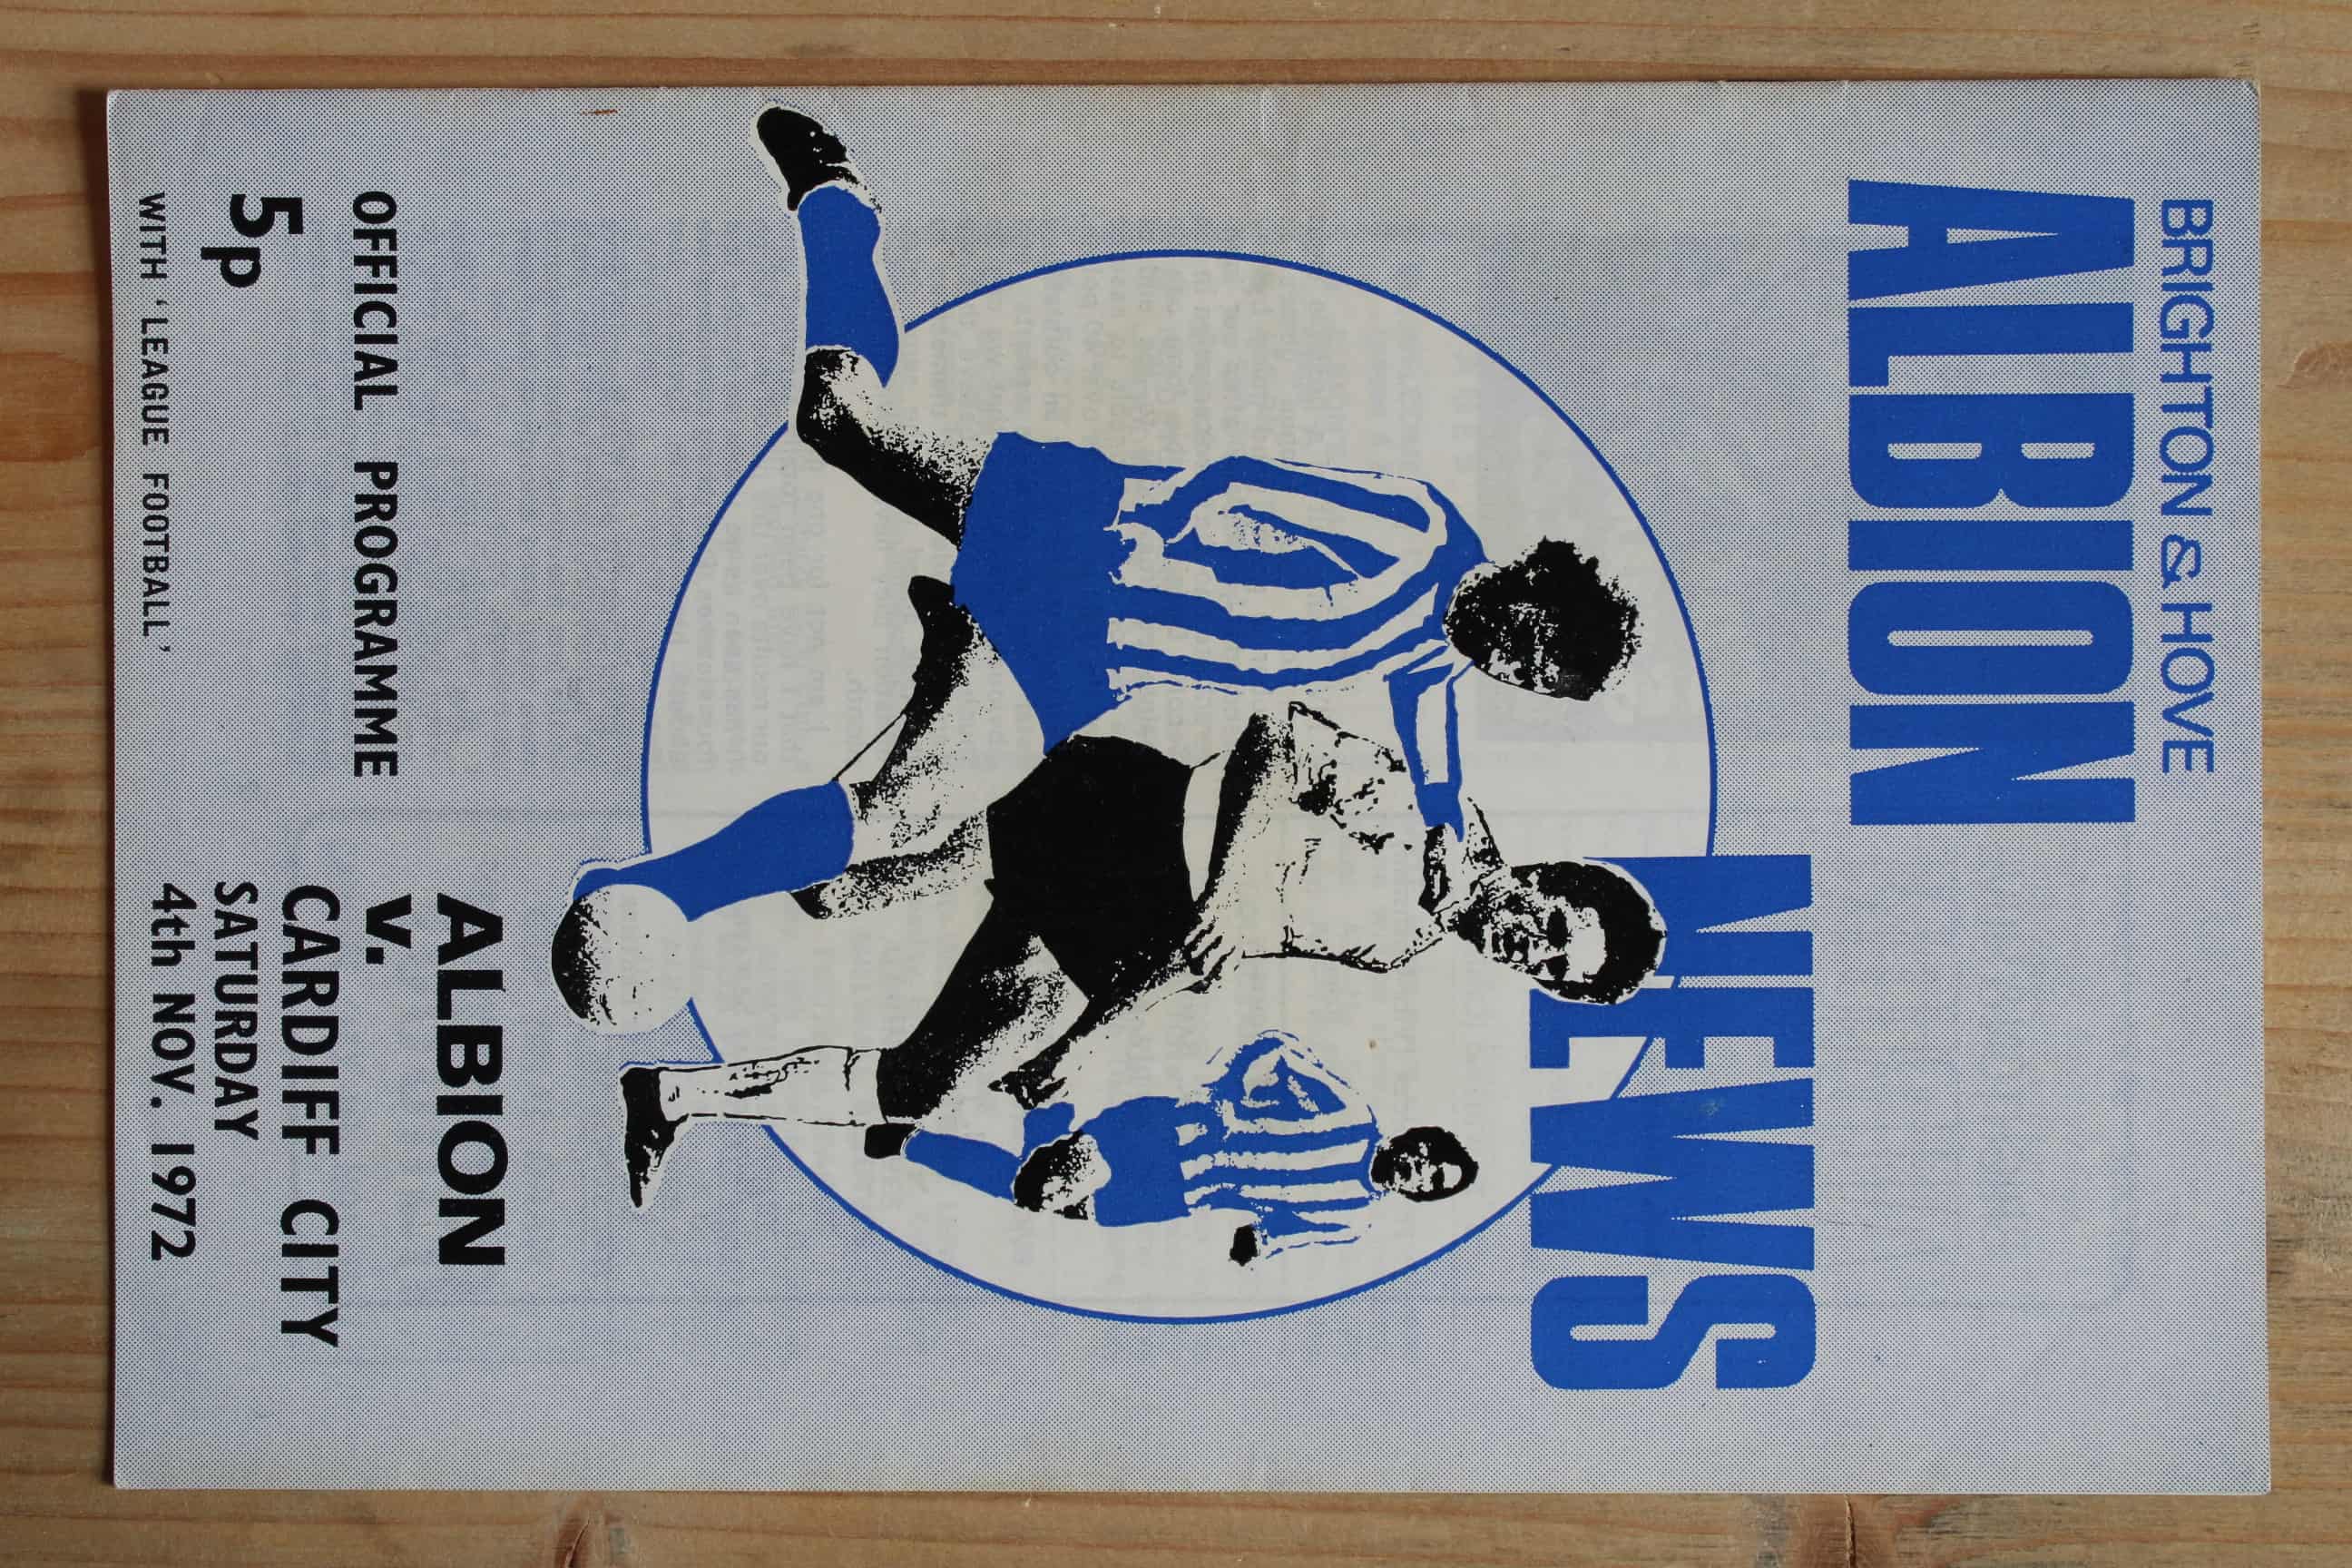 BRIGHTON & HOVE
ALBION
NEWS
OFFICIAL PROGRAMME
5p
WITH 'LEAGUE FOOTBALL'
ALBION
v.
CARDIFF CITY
SATURDAY
4th NOV. 1972